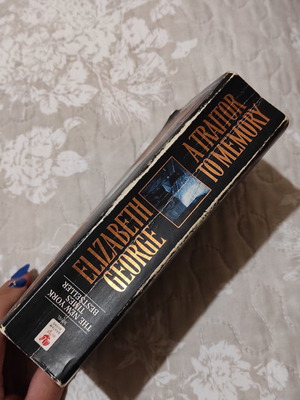 ELIZABETH
GEORGE
A TRAITOR
TO MEMORY
THE NEW YORK
TIMES
BESTSELLER